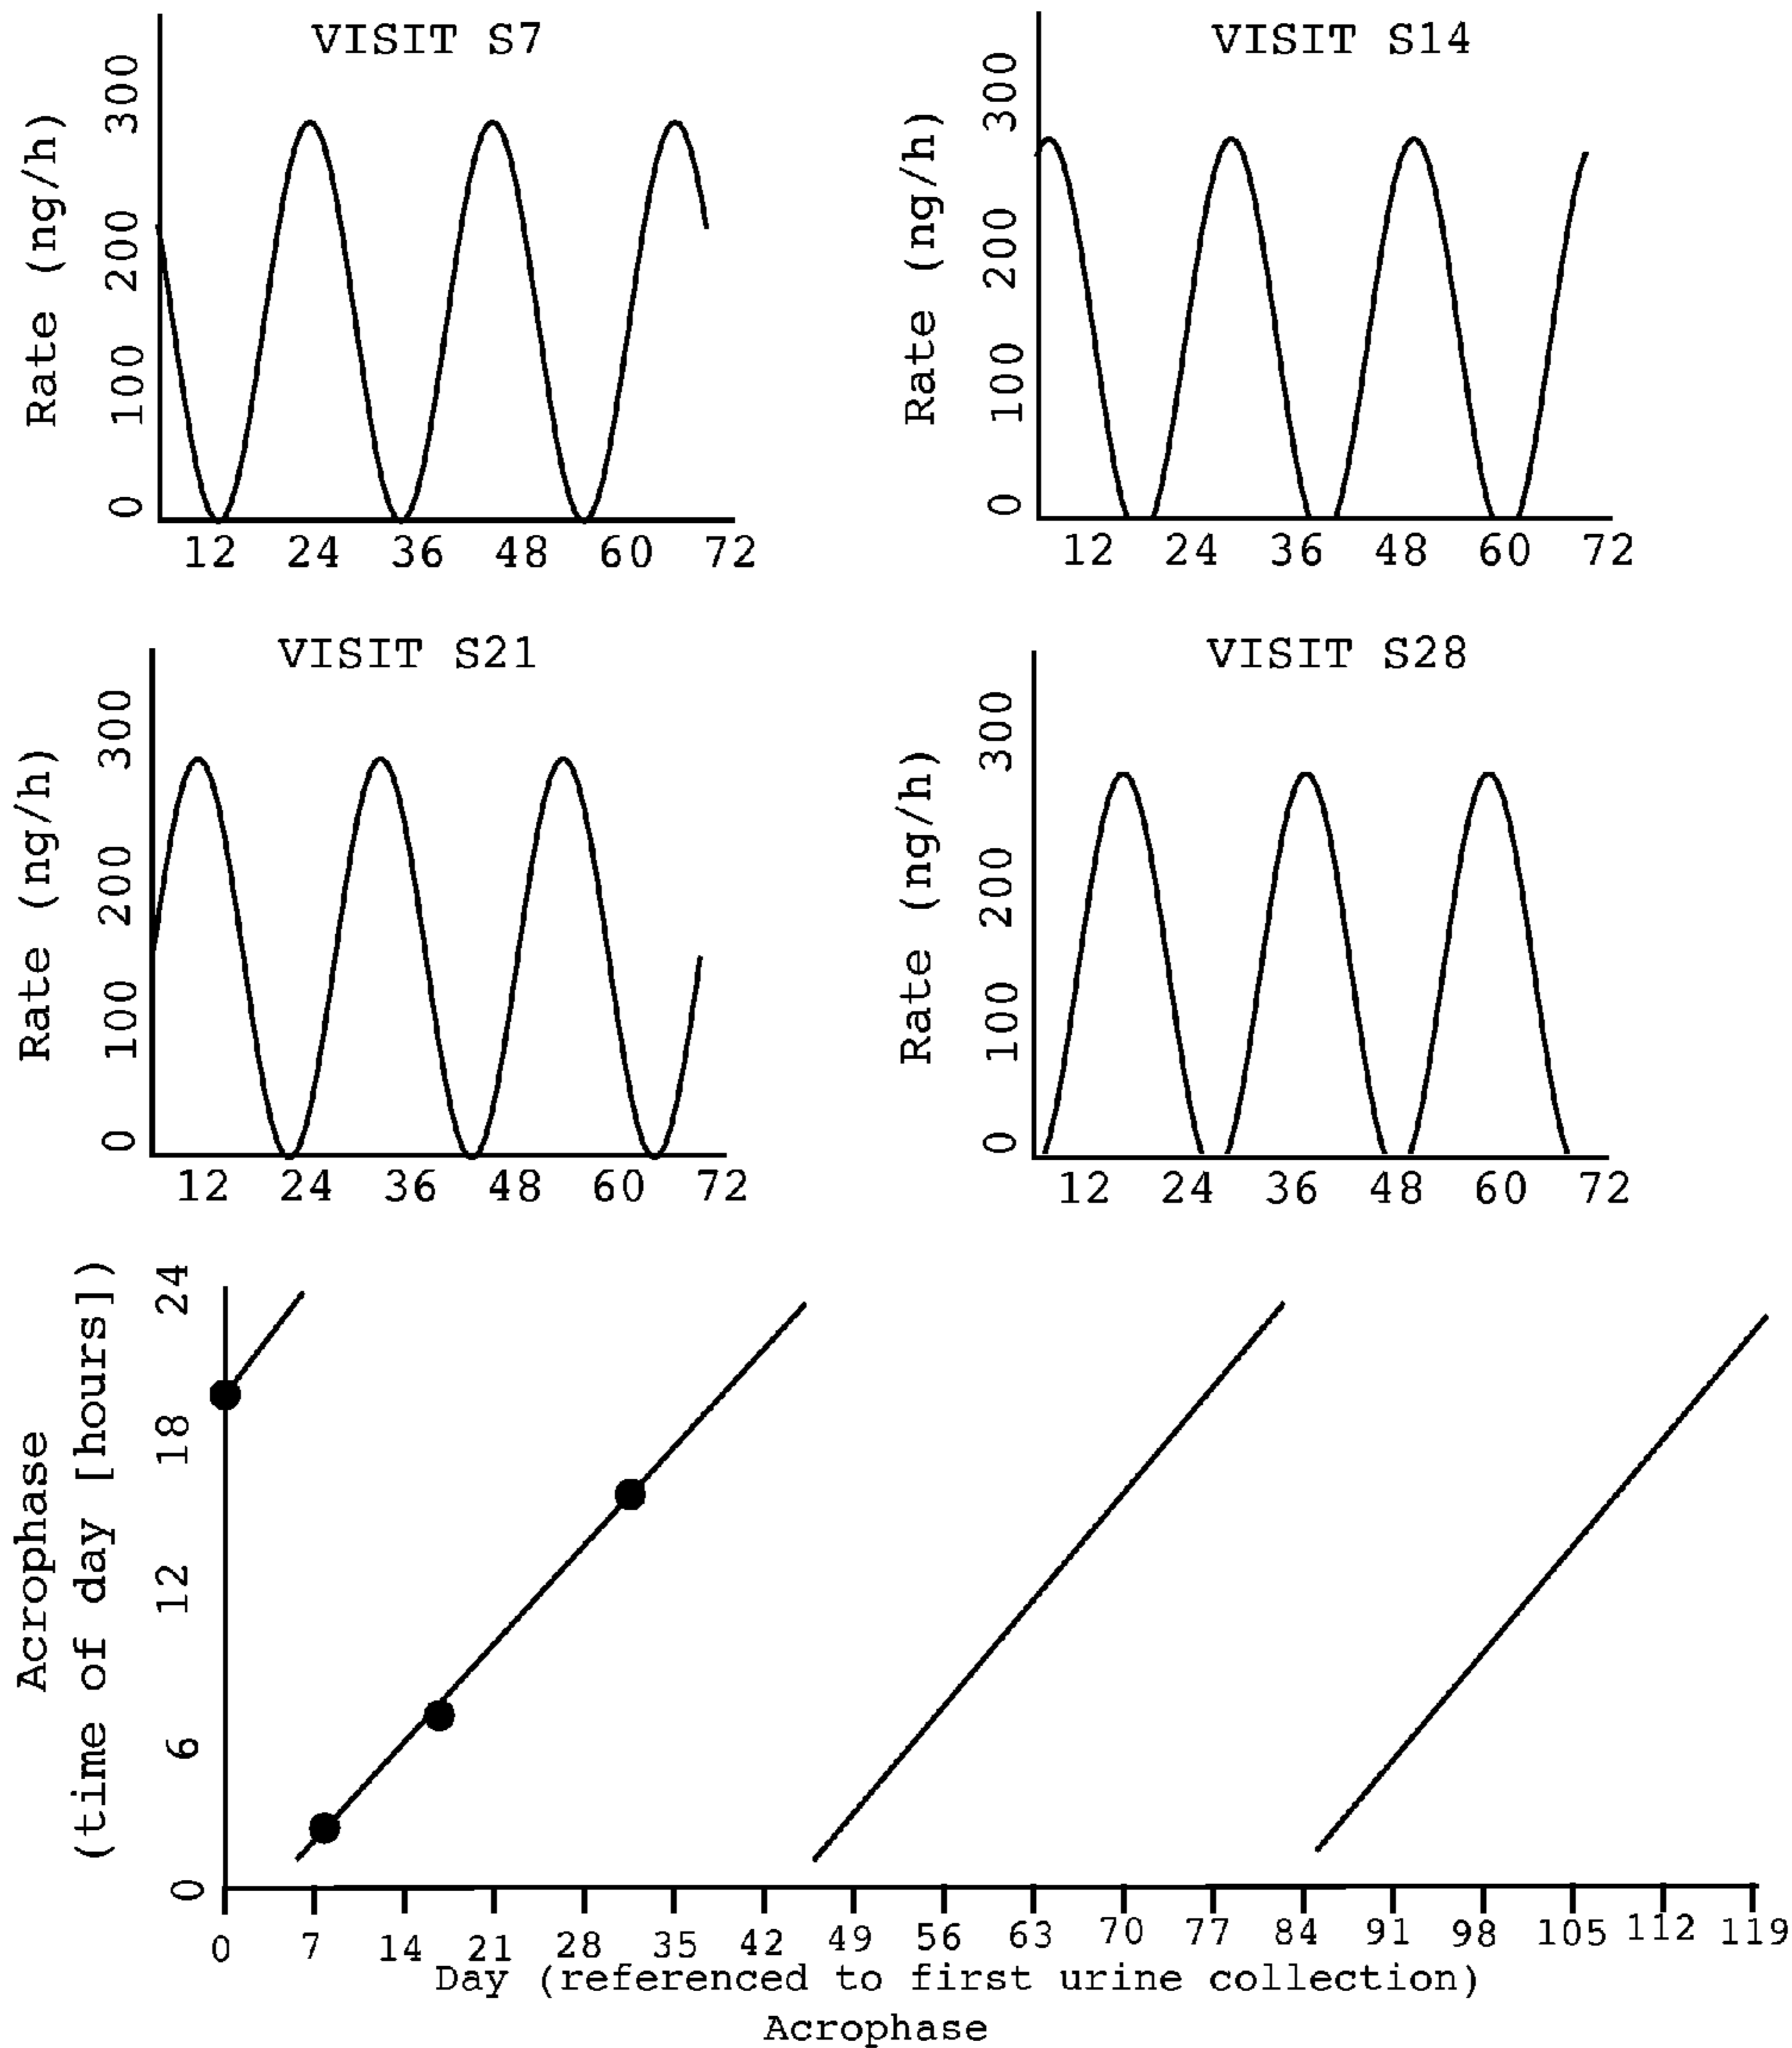 VISIT S7
Rate (ng/h)
300
200
100
0
12 24 36 48 60 72
VISIT S14
Rate (ng/h)
300
200
100
0
12 24 36 48 60 72
VISIT S21
Rate (ng/h)
300
200
100
0
12 24 36 48 60 72
VISIT S28
Rate (ng/h)
300
200
100
0
12 24 36 48 60 72
Acrophase
(time of day [hours])
24
18
12
6
0
0 7 14 21 28 35 42 49 56 63 70 77 84 91 98 105 112 119
Day (referenced to first urine collection)
Acrophase